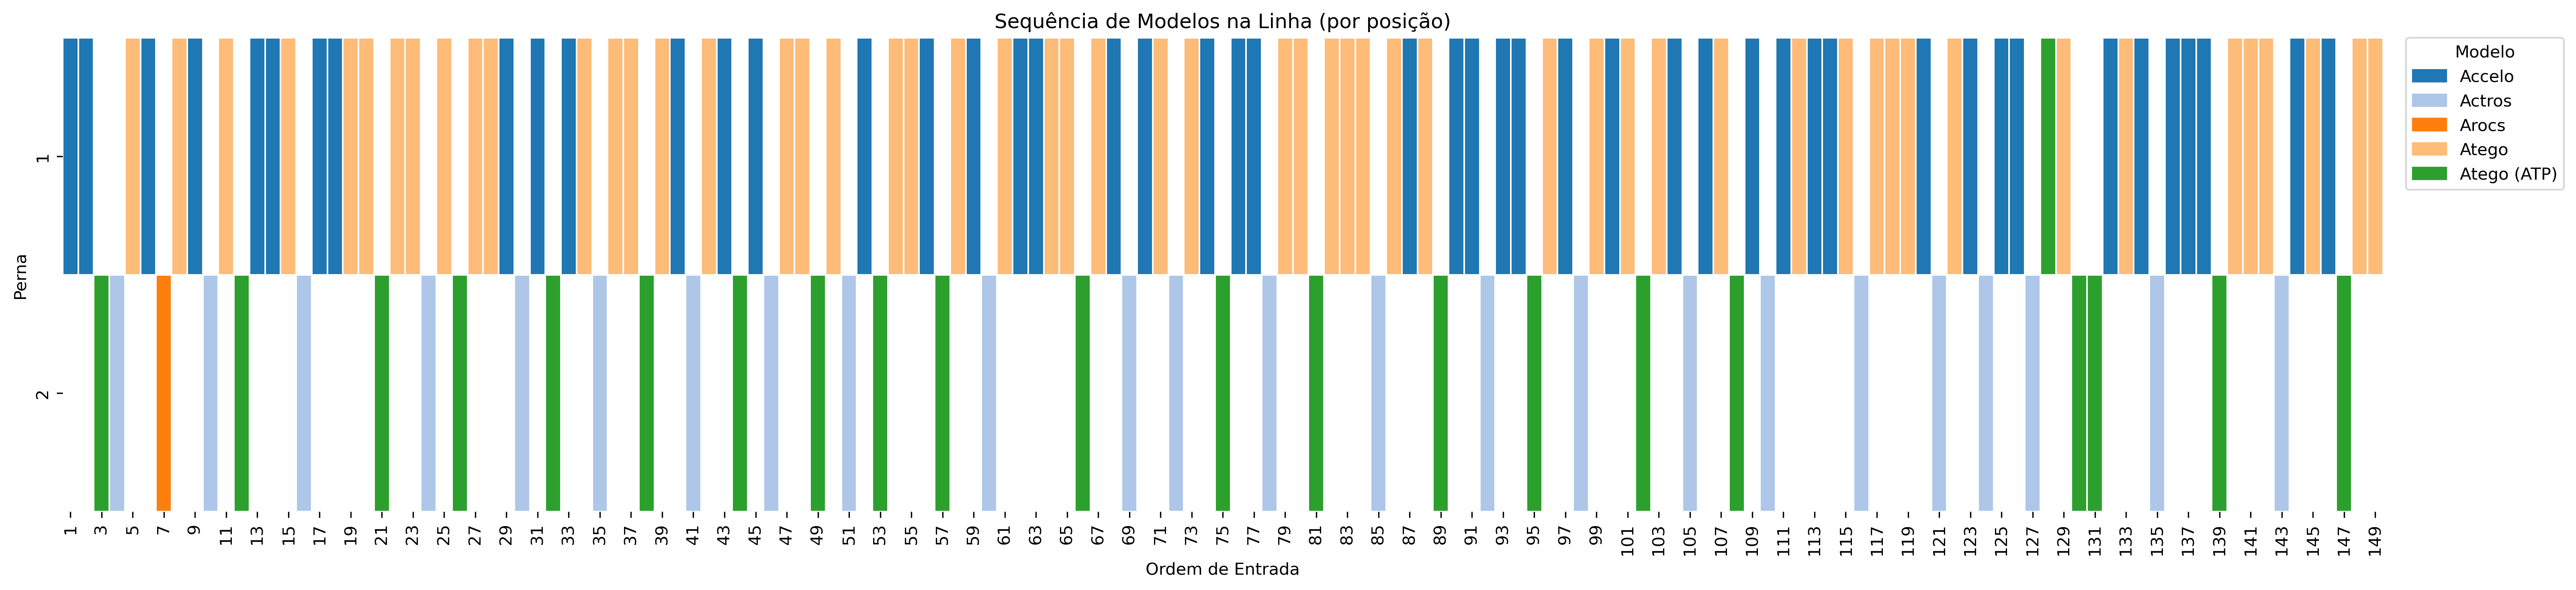 Sequência de Modelos na Linha (por posição)
Modelo
Accelo
Actros
Arocs
Atego
Atego (ATP)
Perna
1
2
1 3 5 7 9 11 13 15 17 19 21 23 25 27 29 31 33 35 37 39 41 43 45 47 49 51 53 55 57 59 61 63 65 67 69 71 73 75 77 79 81 83 85 87 89 91 93 95 97 99 101 103 105 107 109 111 113 115 117 119 121 123 125 127 129 131 133 135 137 139 141 143 145 147 149
Ordem de Entrada